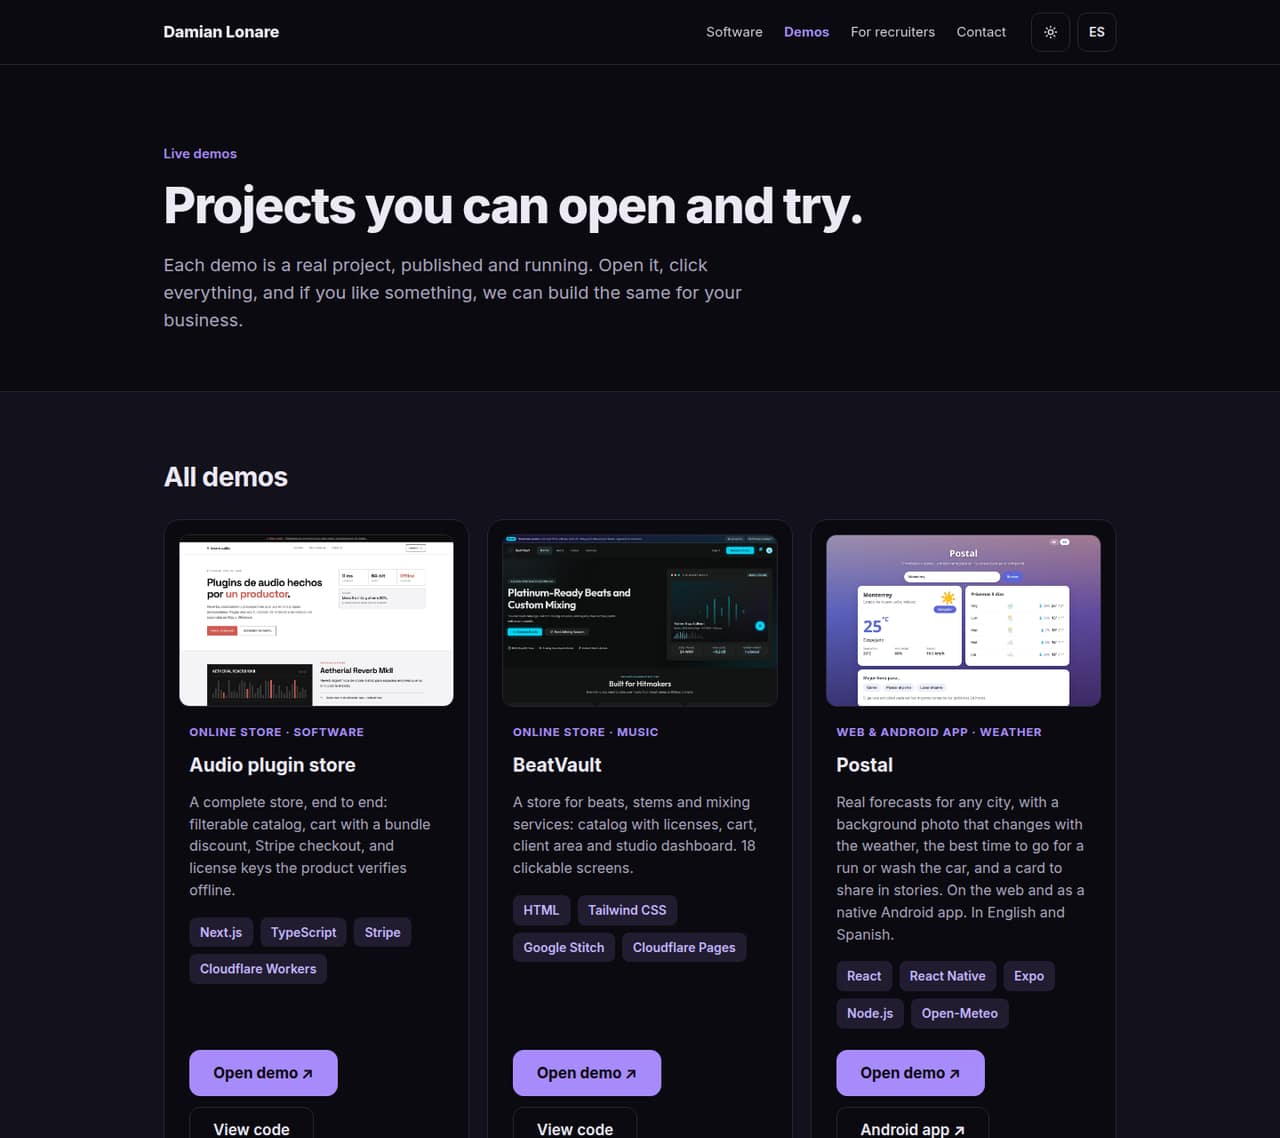 Damian Lonare
Software
Demos
For recruiters
Contact
ES
Live demos
Projects you can open and try.
Each demo is a real project, published and running. Open it, click
everything, and if you like something, we can build the same for your
business.
All demos
Plugins de audio hechos
por un productor.
Aetherial Reverb MkII
ONLINE STORE · SOFTWARE
Audio plugin store
A complete store, end to end:
filterable catalog, cart with a bundle
discount, Stripe checkout, and
license keys the product verifies
offline.
Next.js
TypeScript
Stripe
Cloudflare Workers
Open demo ↗
View code
Platinum-Ready Beats and
Custom Mixing
Built for Hitmakers
ONLINE STORE · MUSIC
BeatVault
A store for beats, stems and mixing
services: catalog with licenses, cart,
client area and studio dashboard. 18
clickable screens.
HTML
Tailwind CSS
Google Stitch
Cloudflare Pages
Open demo ↗
View code
Postal
Monterrey
25°C
WEB & ANDROID APP · WEATHER
Postal
Real forecasts for any city, with a
background photo that changes with
the weather, the best time to go for a
run or wash the car, and a card to
share in stories. On the web and as a
native Android app. In English and
Spanish.
React
React Native
Expo
Node.js
Open-Meteo
Open demo ↗
Android app ↗